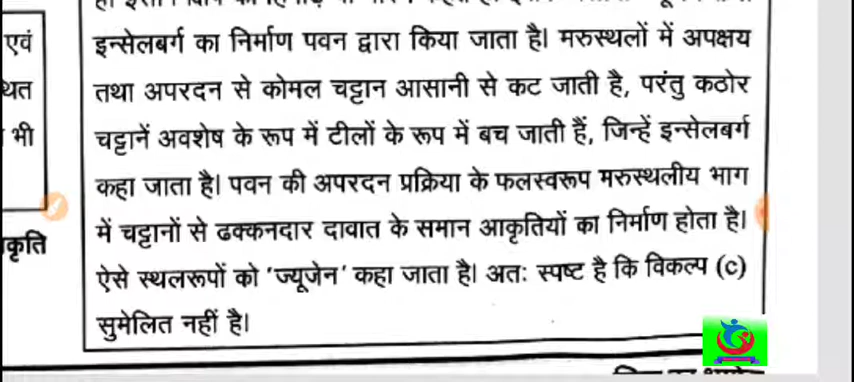 एवं
थित
भी
कृति
इन्सेलबर्ग का निर्माण पवन द्वारा किया जाता है। मरुस्थलों में अपक्षय
तथा अपरदन से कोमल चट्टान आसानी से कट जाती है, परंतु कठोर
चट्टानें अवशेष के रूप में टीलों के रूप में बच जाती हैं, जिन्हें इन्सेलबर्ग
कहा जाता है। पवन की अपरदन प्रक्रिया के फलस्वरूप मरुस्थलीय भाग
में चट्टानों से ढक्कनदार दावात के समान आकृतियों का निर्माण होता है।
ऐसे स्थलरूपों को 'ज्यूजेन' कहा जाता है। अतः स्पष्ट है कि विकल्प (c)
सुमेलित नहीं है।